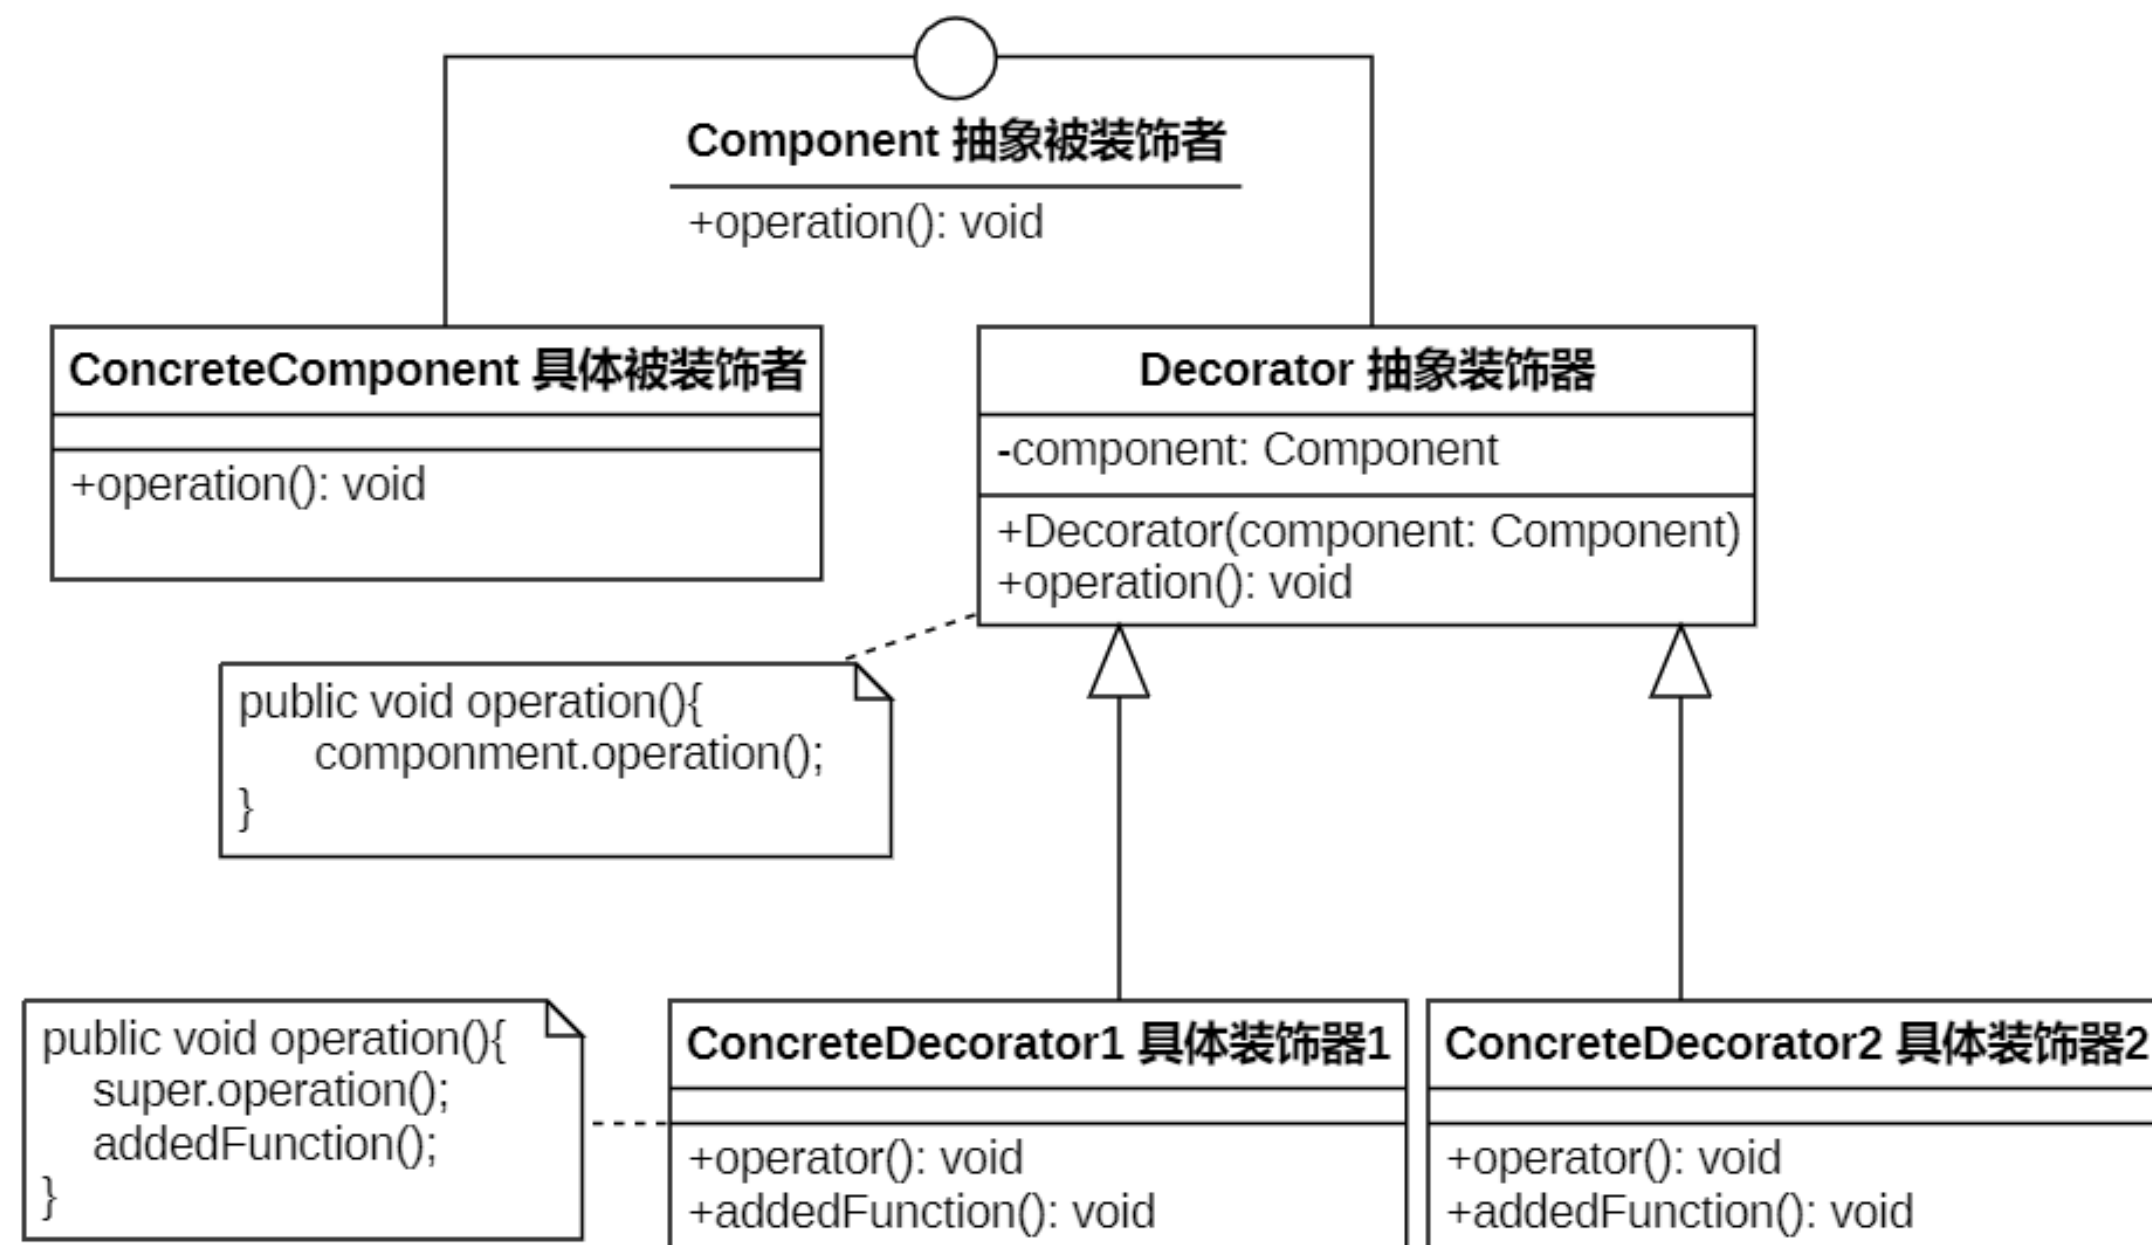 Component 抽象被装饰者
+operation(): void
ConcreteComponent 具体被装饰者
+operation(): void
Decorator 抽象装饰器
-component: Component
+Decorator(component: Component)
+operation(): void
public void operation(){
componment.operation();
}
public void operation(){
super.operation();
addedFunction();
}
ConcreteDecorator1 具体装饰器1
+operator(): void
+addedFunction(): void
ConcreteDecorator2 具体装饰器2
+operator(): void
+addedFunction(): void